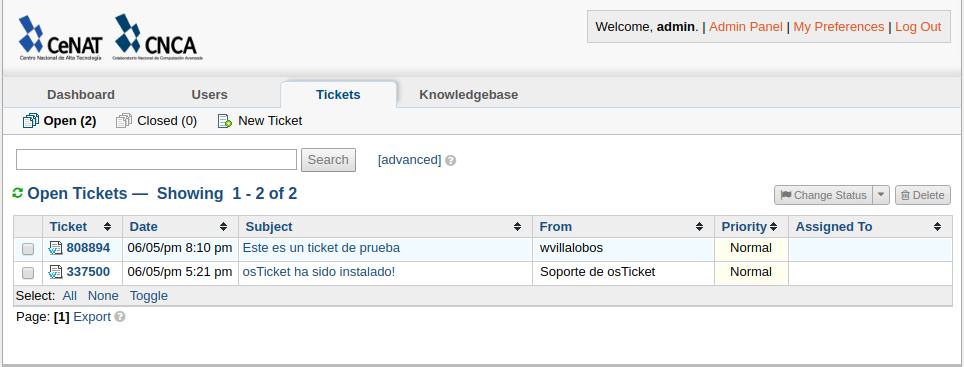 CeNAT
Centro Nacional de Alta Tecnología
CNCA
Colaboratorio Nacional de Computación Avanzada
Welcome, admin. | Admin Panel | My Preferences | Log Out
Dashboard Users Tickets Knowledgebase
Open (2) Closed (0) New Ticket
Search [advanced] ?
Open Tickets — Showing 1 - 2 of 2 Change Status Delete
Ticket Date Subject From Priority Assigned To
808894 06/05/pm 8:10 pm Este es un ticket de prueba wvillalobos Normal
337500 06/05/pm 5:21 pm osTicket ha sido instalado! Soporte de osTicket Normal
Select: All None Toggle
Page: [1] Export ?